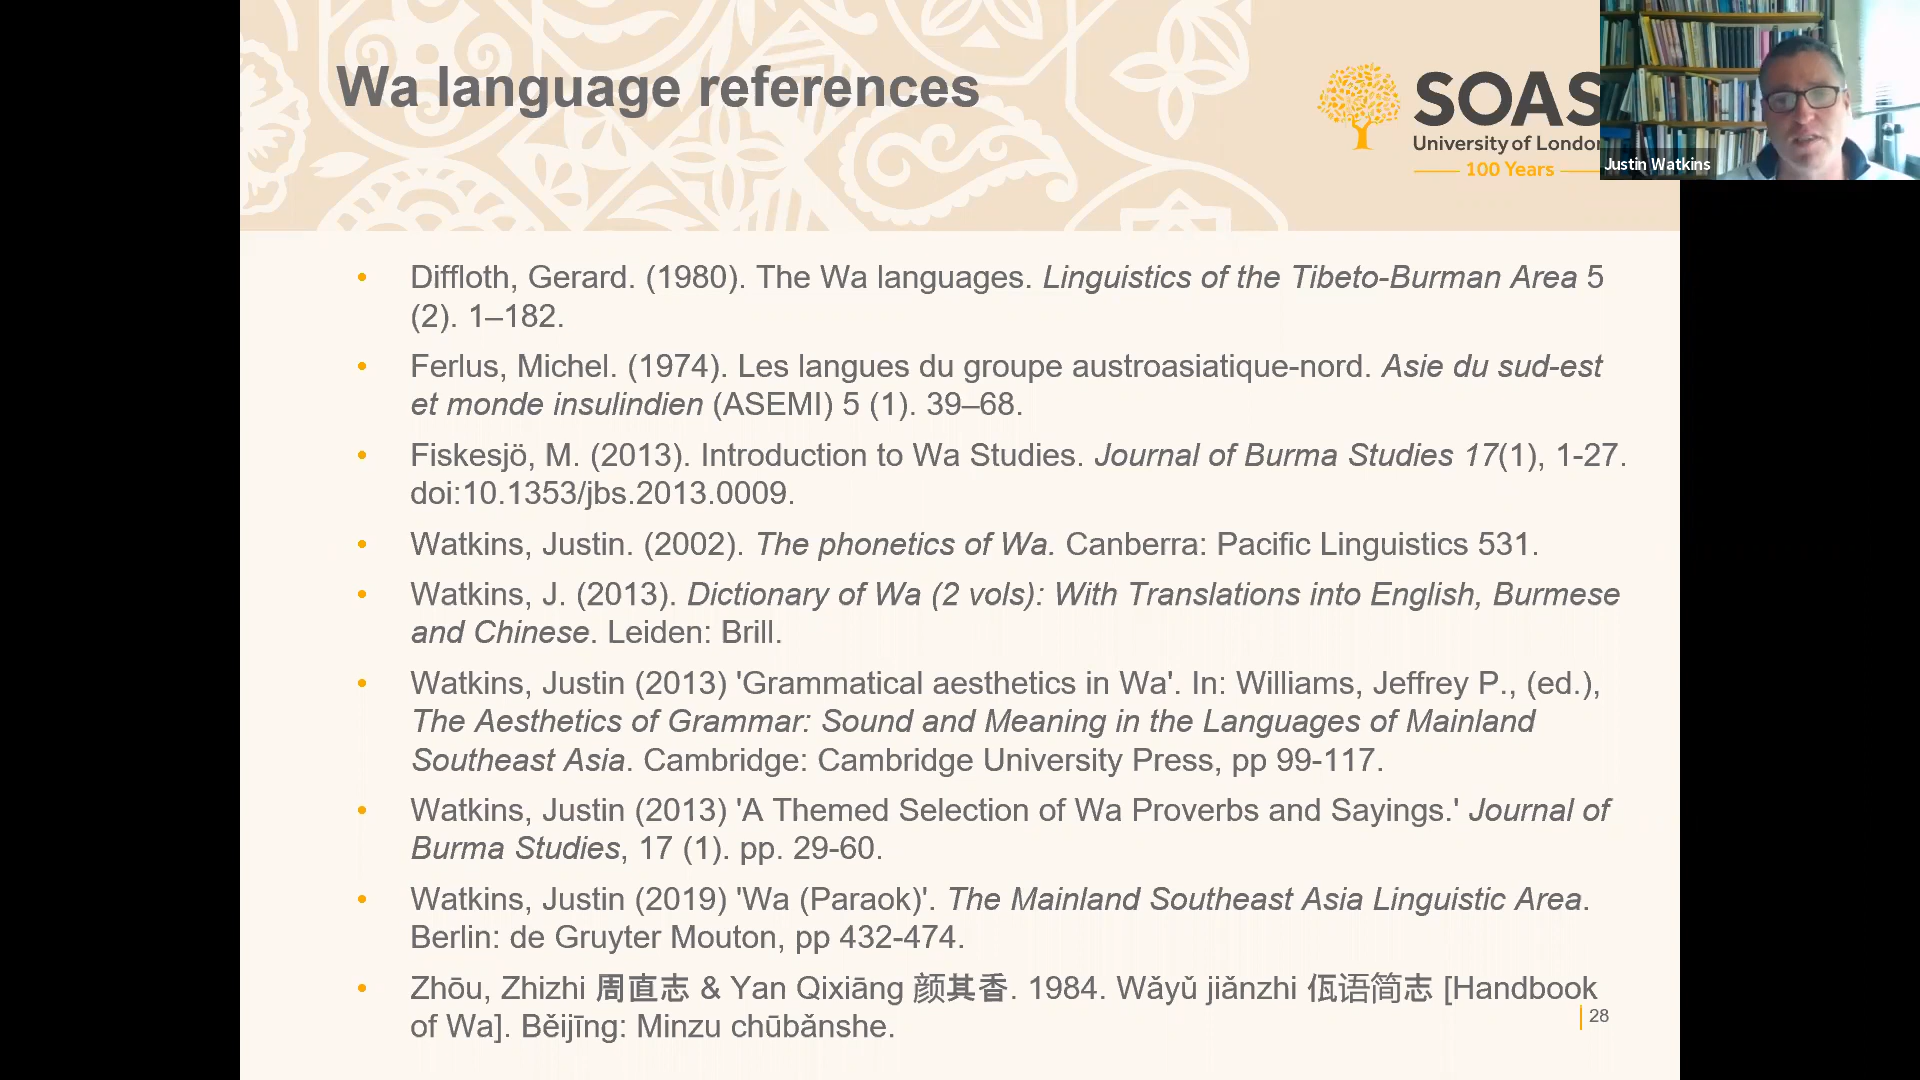 Wa language references
SOAS
University of London
100 Years
Justin Watkins
• Diffloth, Gerard. (1980). The Wa languages. Linguistics of the Tibeto-Burman Area 5
(2). 1–182.
• Ferlus, Michel. (1974). Les langues du groupe austroasiatique-nord. Asie du sud-est
et monde insulindien (ASEMI) 5 (1). 39–68.
• Fiskesjö, M. (2013). Introduction to Wa Studies. Journal of Burma Studies 17(1), 1-27.
doi:10.1353/jbs.2013.0009.
• Watkins, Justin. (2002). The phonetics of Wa. Canberra: Pacific Linguistics 531.
• Watkins, J. (2013). Dictionary of Wa (2 vols): With Translations into English, Burmese
and Chinese. Leiden: Brill.
• Watkins, Justin (2013) 'Grammatical aesthetics in Wa'. In: Williams, Jeffrey P., (ed.),
The Aesthetics of Grammar: Sound and Meaning in the Languages of Mainland
Southeast Asia. Cambridge: Cambridge University Press, pp 99-117.
• Watkins, Justin (2013) 'A Themed Selection of Wa Proverbs and Sayings.' Journal of
Burma Studies, 17 (1). pp. 29-60.
• Watkins, Justin (2019) 'Wa (Paraok)'. The Mainland Southeast Asia Linguistic Area.
Berlin: de Gruyter Mouton, pp 432-474.
• Zhōu, Zhizhi 周直志 & Yan Qixiāng 颜其香. 1984. Wǎyǔ jiǎnzhi 佤语简志 [Handbook
of Wa]. Běijīng: Minzu chūbǎnshe.
28